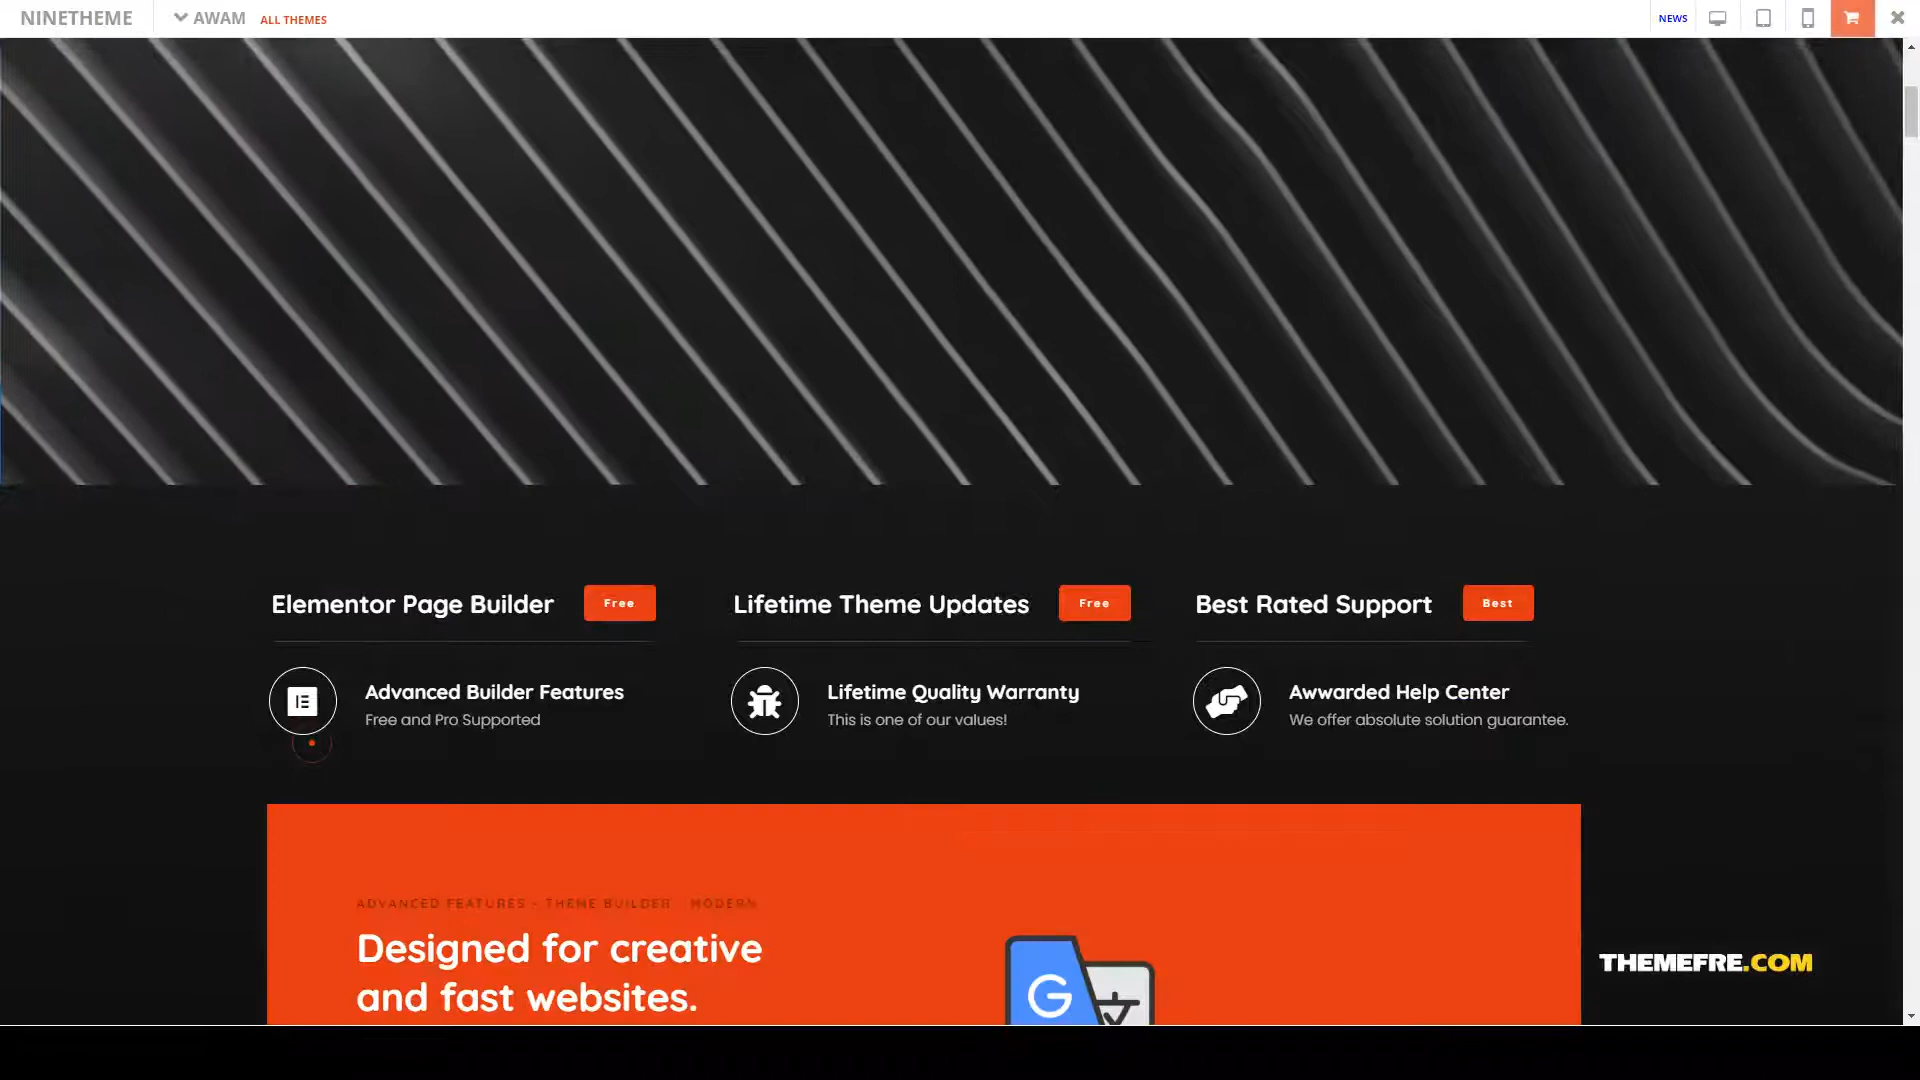 NINETHEME
AWAM
ALL THEMES
NEWS
Elementor Page Builder
Free
Lifetime Theme Updates
Free
Best Rated Support
Best
Advanced Builder Features
Free and Pro Supported
Lifetime Quality Warranty
This is one of our values!
Awwarded Help Center
We offer absolute solution guarantee.
ADVANCED FEATURES - THEME BUILDER - MODERN
Designed for creative
and fast websites.
G
THEMEFRE.COM